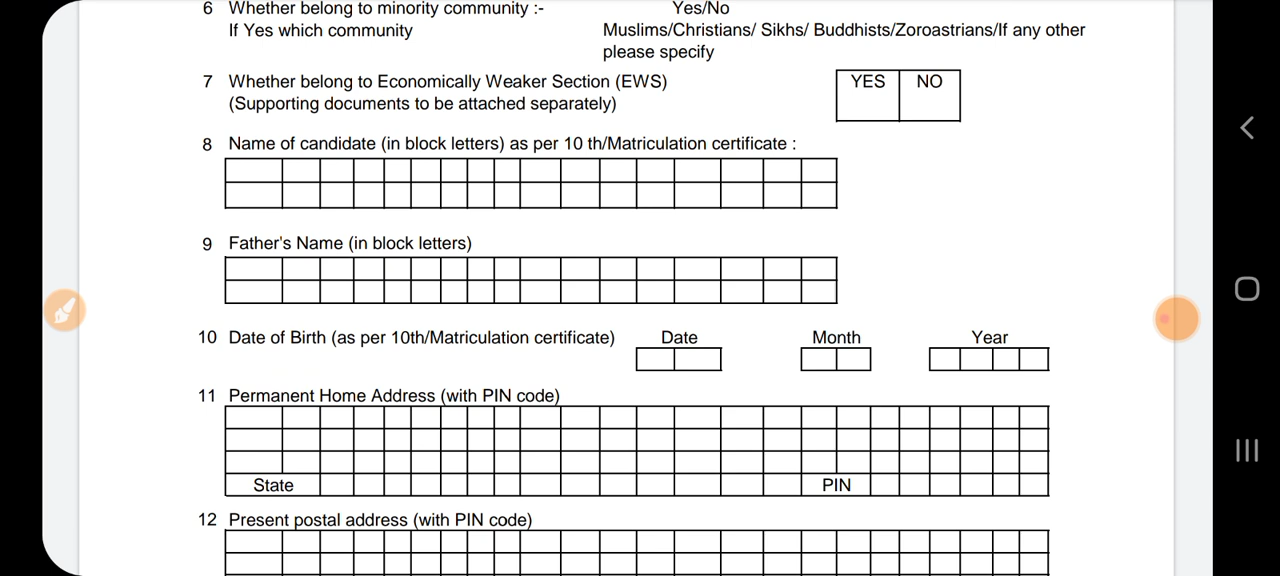 6 Whether belong to minority community :- Yes/No
If Yes which community Muslims/Christians/ Sikhs/ Buddhists/Zoroastrians/If any other
please specify
7 Whether belong to Economically Weaker Section (EWS) YES NO
(Supporting documents to be attached separately)
8 Name of candidate (in block letters) as per 10 th/Matriculation certificate :
9 Father's Name (in block letters)
10 Date of Birth (as per 10th/Matriculation certificate) Date Month Year
11 Permanent Home Address (with PIN code)
State PIN
12 Present postal address (with PIN code)